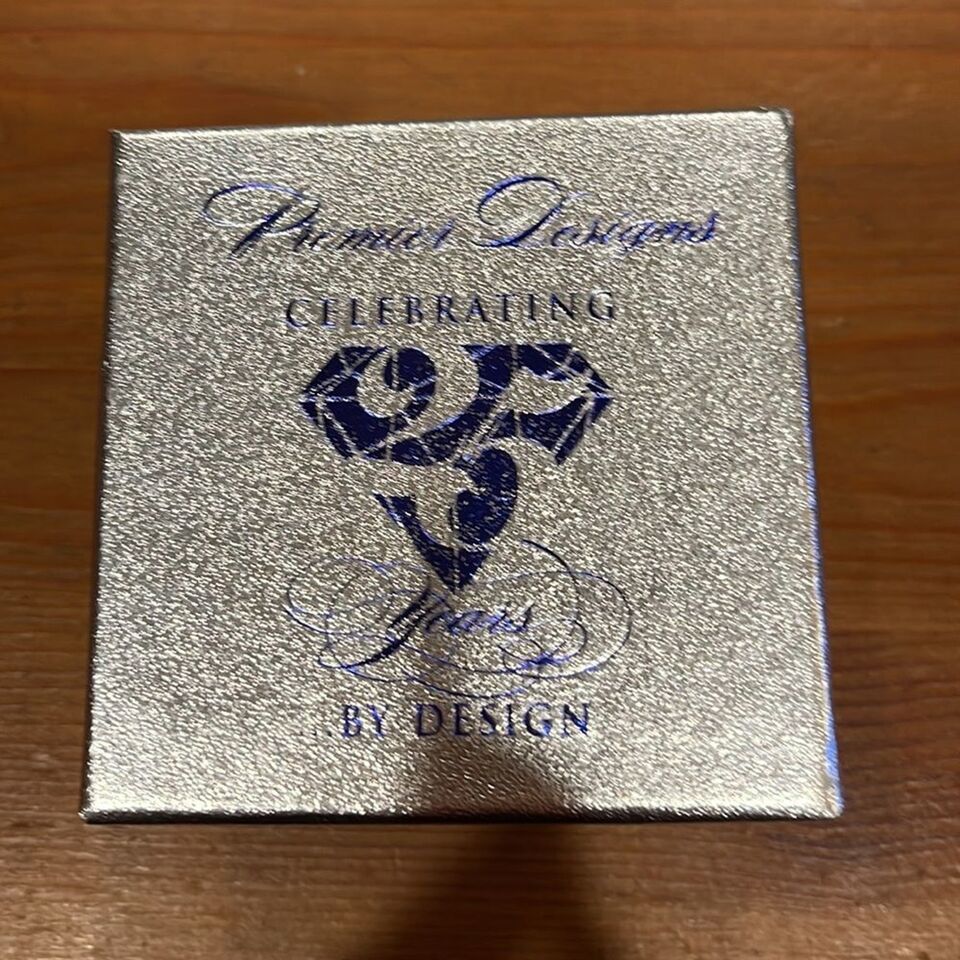 Premier Designs
CELEBRATING
25
Years
...BY DESIGN